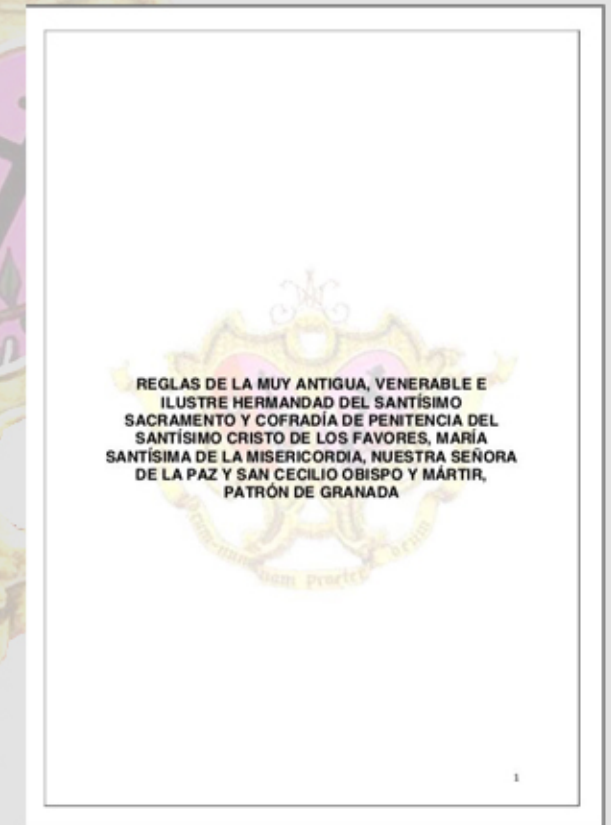 REGLAS DE LA MUY ANTIGUA, VENERABLE E
ILUSTRE HERMANDAD DEL SANTÍSIMO
SACRAMENTO Y COFRADÍA DE PENITENCIA DEL
SANTÍSIMO CRISTO DE LOS FAVORES, MARÍA
SANTÍSIMA DE LA MISERICORDIA, NUESTRA SEÑORA
DE LA PAZ Y SAN CECILIO OBISPO Y MÁRTIR,
PATRÓN DE GRANADA
1